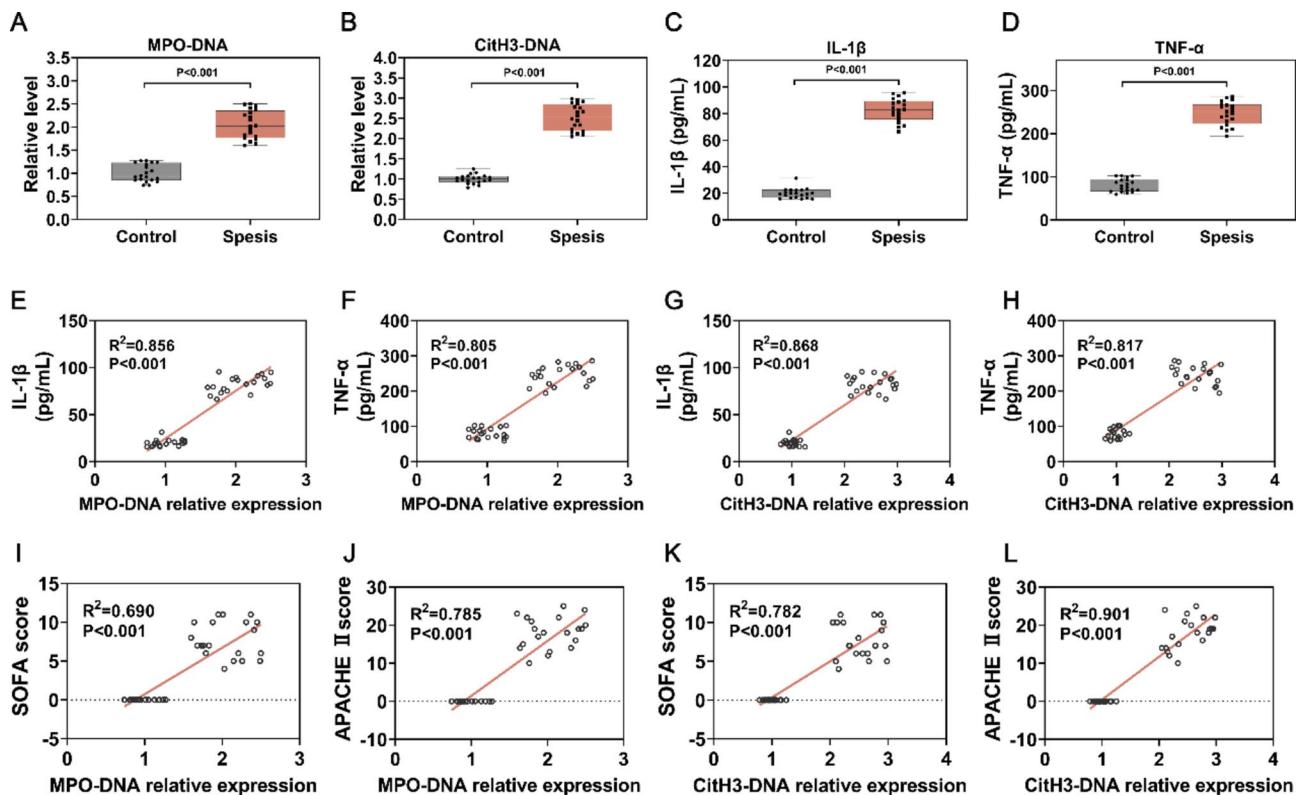 A
MPO-DNA
Relative level
3.5
3.0
2.5
2.0
1.5
1.0
0.5
0.0
P<0.001
Control
Spesis
B
CitH3-DNA
Relative level
4.0
3.5
3.0
2.5
2.0
1.5
1.0
0.5
0.0
P<0.001
Control
Spesis
C
IL-1β
IL-1β (pg/mL)
120
100
80
60
40
20
0
P<0.001
Control
Spesis
D
TNF-α
TNF-α (pg/mL)
300
200
100
0
P<0.001
Control
Spesis
E
IL-1β
(pg/mL)
150
100
50
0
R²=0.856
P<0.001
0
1
2
3
MPO-DNA relative expression
F
TNF-α
(pg/mL)
400
300
200
100
0
R²=0.805
P<0.001
0
1
2
3
MPO-DNA relative expression
G
IL-1β
(pg/mL)
150
100
50
0
R²=0.868
P<0.001
0
1
2
3
4
CitH3-DNA relative expression
H
TNF-α
(pg/mL)
400
300
200
100
0
R²=0.817
P<0.001
0
1
2
3
4
CitH3-DNA relative expression
I
SOFA score
15
10
5
0
-5
R²=0.690
P<0.001
0
1
2
3
MPO-DNA relative expression
J
APACHE II score
30
20
10
0
-10
R²=0.785
P<0.001
0
1
2
3
MPO-DNA relative expression
K
SOFA score
15
10
5
0
-5
R²=0.782
P<0.001
0
1
2
3
4
CitH3-DNA relative expression
L
APACHE II score
30
20
10
0
-10
R²=0.901
P<0.001
0
1
2
3
4
CitH3-DNA relative expression